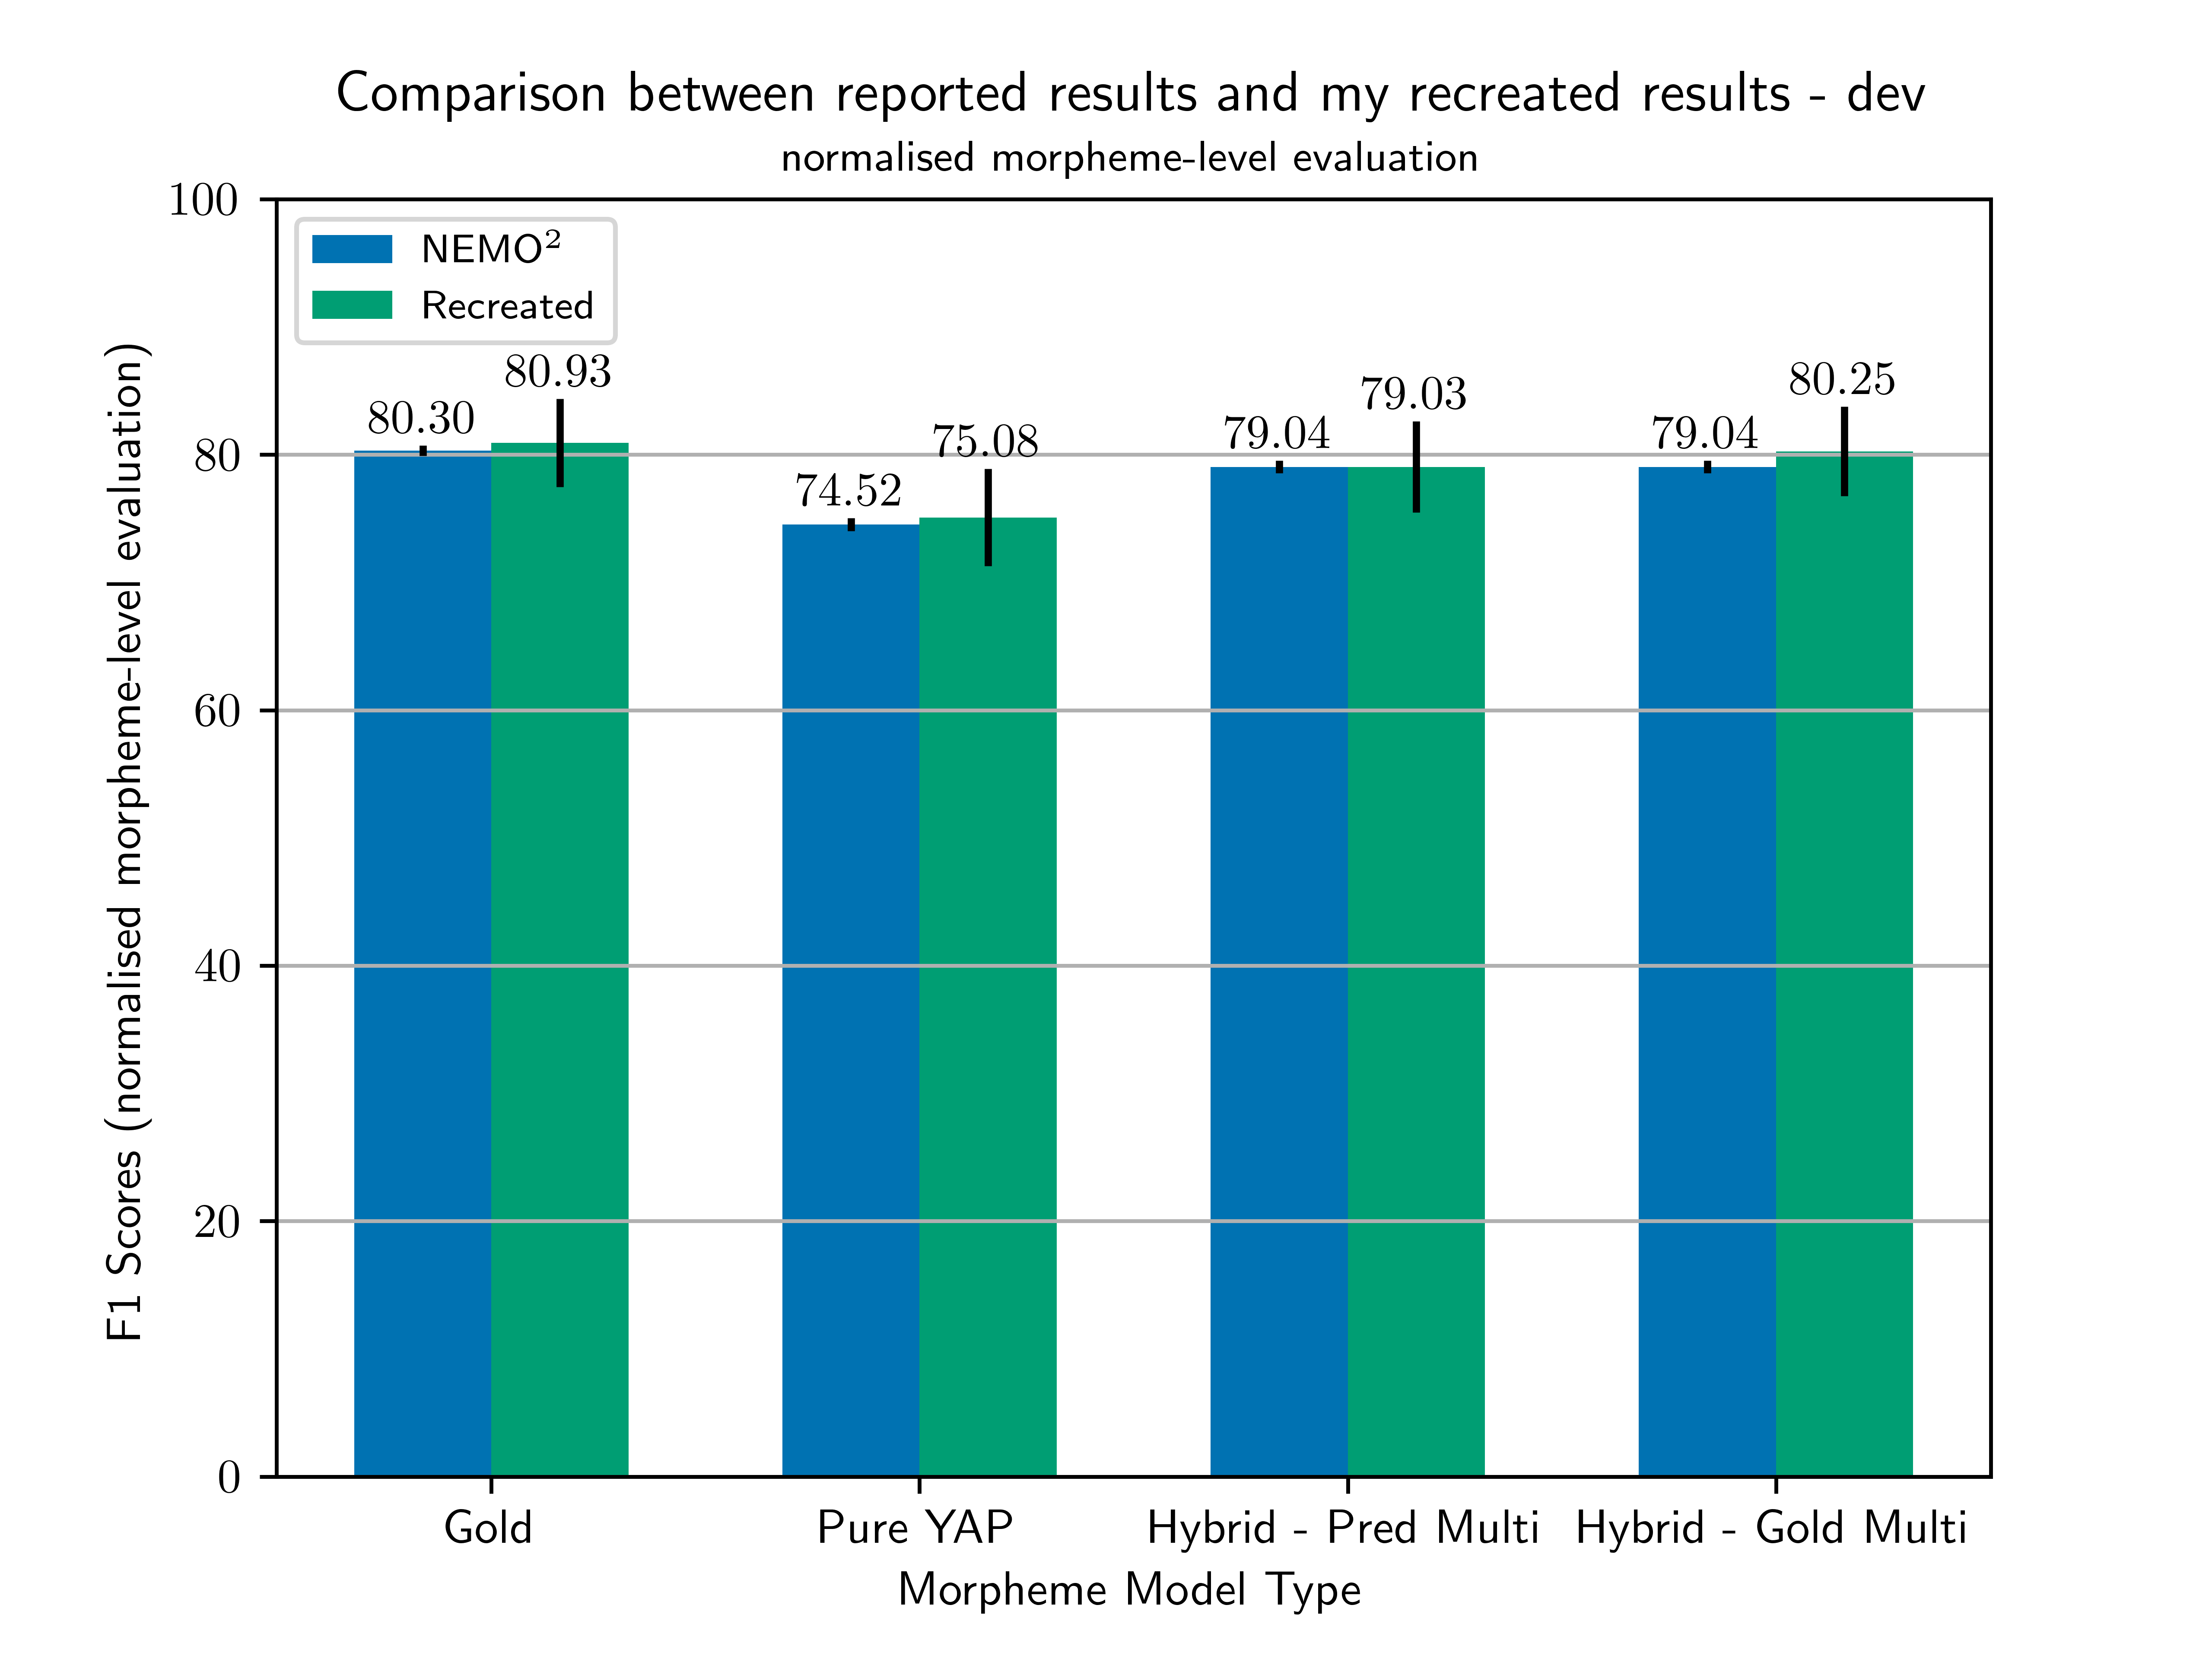 Comparison between reported results and my recreated results - dev
normalised morpheme-level evaluation
F1 Scores (normalised morpheme-level evaluation)
100
80
60
40
20
0
NEMO²
Recreated
80.30
80.93
74.52
75.08
79.04
79.03
79.04
80.25
Gold
Pure YAP
Hybrid - Pred Multi
Hybrid - Gold Multi
Morpheme Model Type